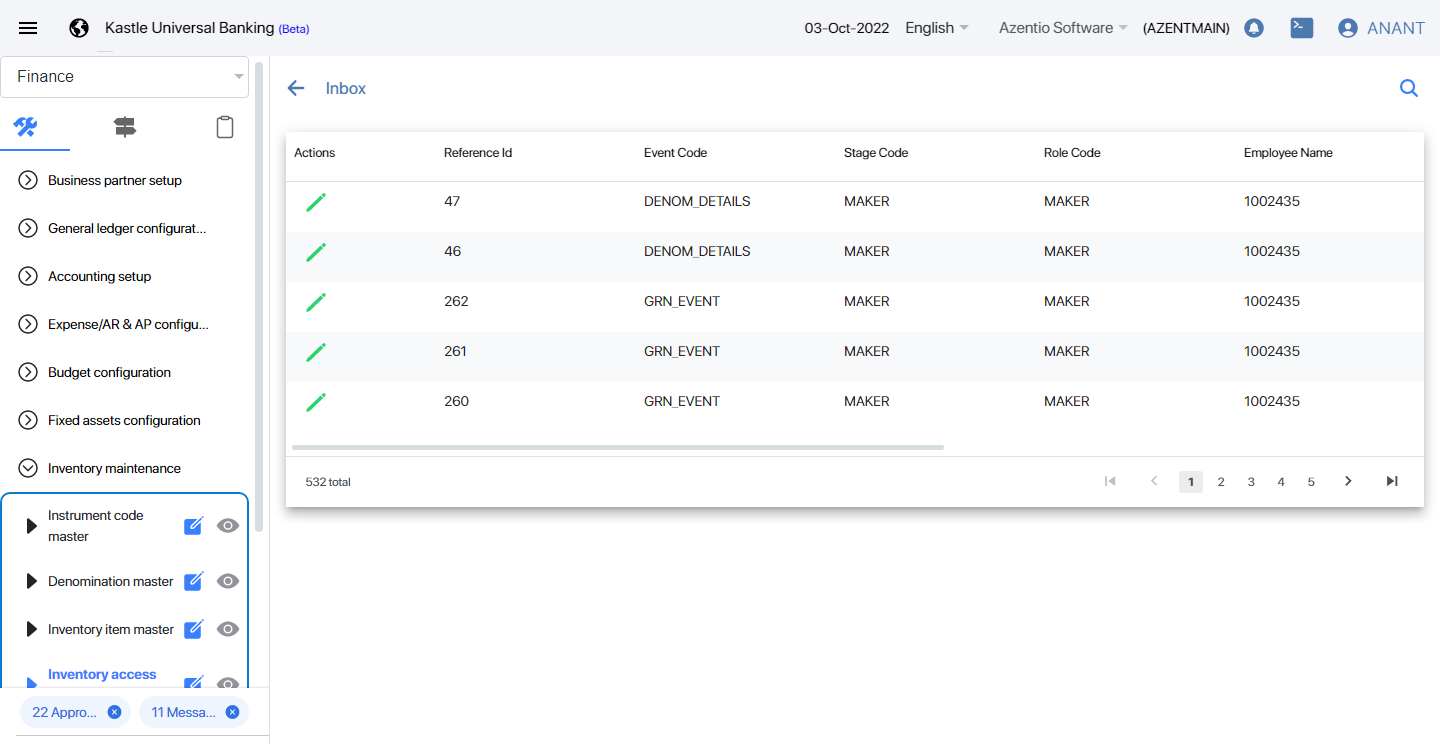 Kastle Universal Banking (Beta)
03-Oct-2022 English Azentio Software (AZENTMAIN) ANANT
Finance
Business partner setup
General ledger configurat...
Accounting setup
Expense/AR & AP configu...
Budget configuration
Fixed assets configuration
Inventory maintenance
Instrument code
master
Denomination master
Inventory item master
Inventory access
22 Appro...
11 Messa...
Inbox
Actions Reference Id Event Code Stage Code Role Code Employee Name
47 DENOM_DETAILS MAKER MAKER 1002435
46 DENOM_DETAILS MAKER MAKER 1002435
262 GRN_EVENT MAKER MAKER 1002435
261 GRN_EVENT MAKER MAKER 1002435
260 GRN_EVENT MAKER MAKER 1002435
532 total 1 2 3 4 5